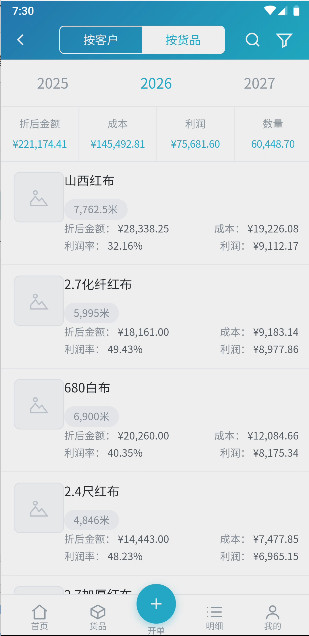 7:30
按客户 按货品
2025 2026 2027
折后金额 成本 利润 数量
¥221,174.41 ¥145,492.81 ¥75,681.60 60,448.70
山西红布
7,762.5米
折后金额： ¥28,338.25 成本： ¥19,226.08
利润率： 32.16% 利润： ¥9,112.17
2.7化纤红布
5,995米
折后金额： ¥18,161.00 成本： ¥9,183.14
利润率： 49.43% 利润： ¥8,977.86
680白布
6,900米
折后金额： ¥20,260.00 成本： ¥12,084.66
利润率： 40.35% 利润： ¥8,175.34
2.4尺红布
4,846米
折后金额： ¥14,443.00 成本： ¥7,477.85
利润率： 48.23% 利润： ¥6,965.15
2.7加厚红布
首页 货品 开单 明细 我的